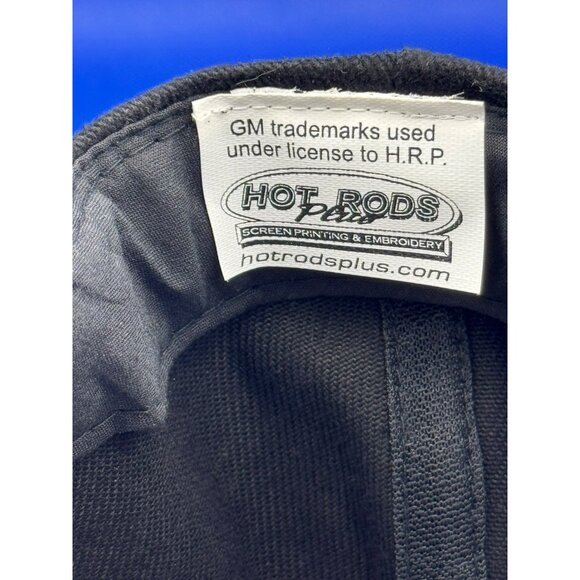 GM trademarks used
under license to H.R.P.
HOT RODS
Plus
SCREEN PRINTING & EMBROIDERY
hotrodsplus.com